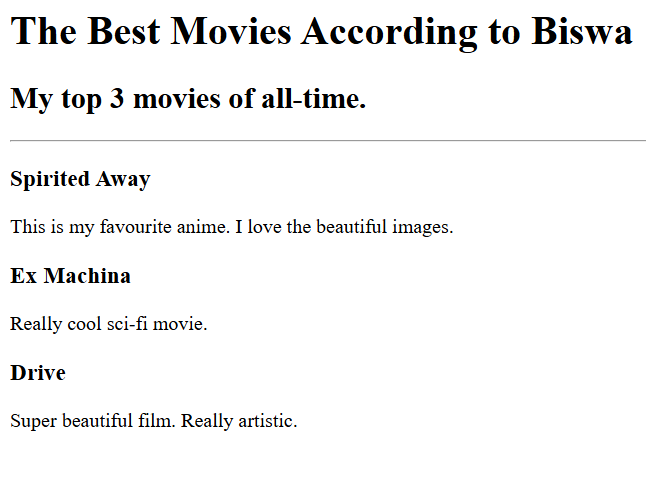 The Best Movies According to Biswa
My top 3 movies of all-time.
Spirited Away
This is my favourite anime. I love the beautiful images.
Ex Machina
Really cool sci-fi movie.
Drive
Super beautiful film. Really artistic.